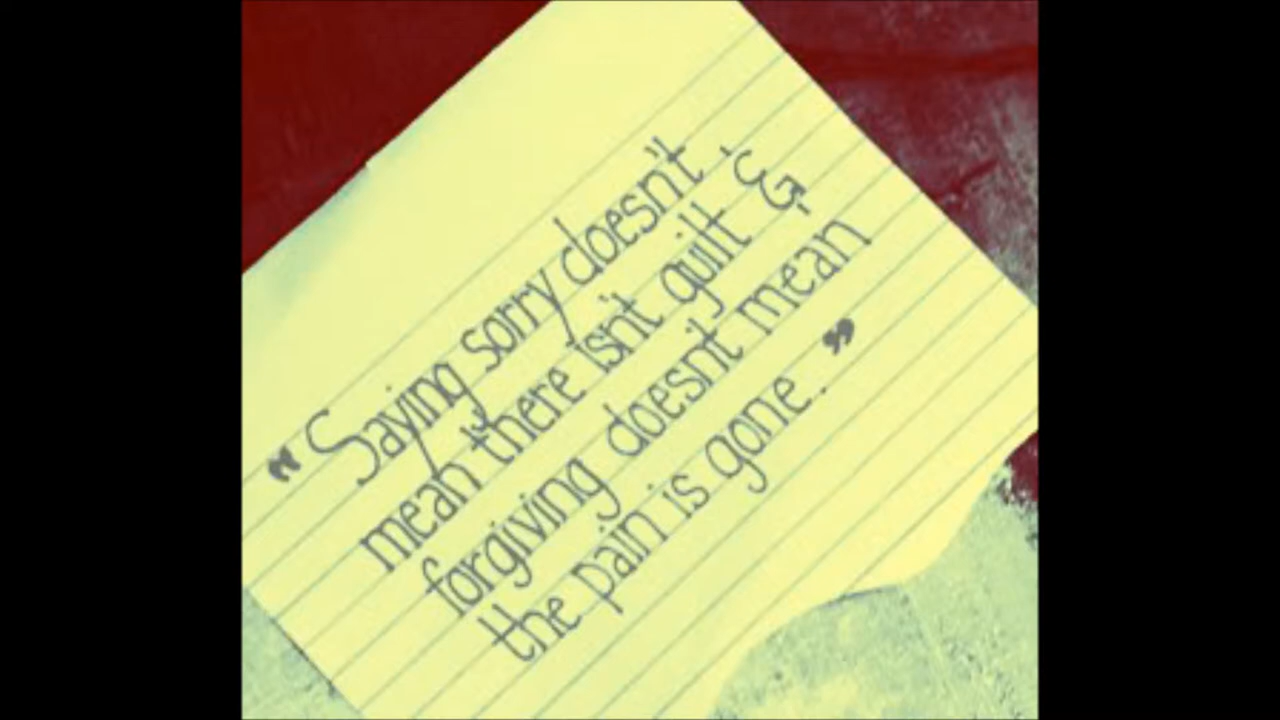 “Saying sorry doesn't
mean there isn't guilt &
forgiving doesn't mean
the pain is gone.”